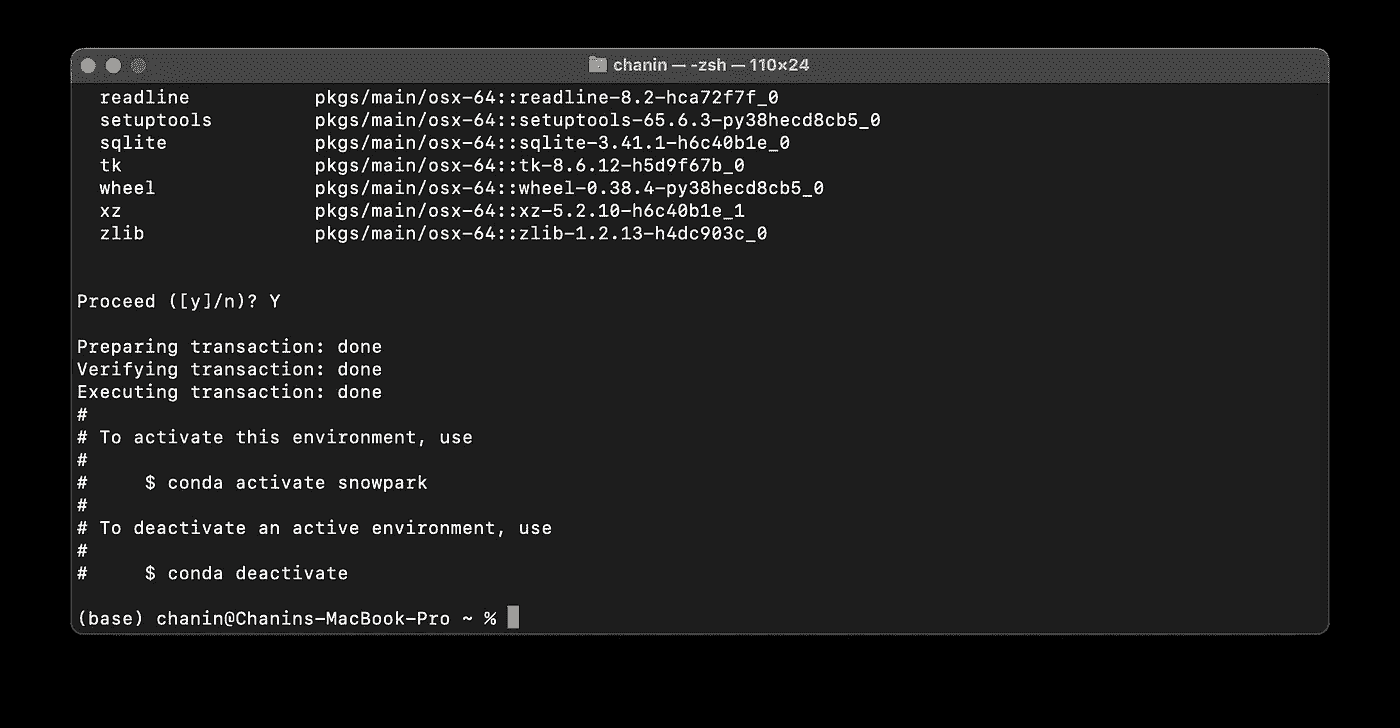 chanin — -zsh — 110×24
readline pkgs/main/osx-64::readline-8.2-hca72f7f_0
setuptools pkgs/main/osx-64::setuptools-65.6.3-py38hecd8cb5_0
sqlite pkgs/main/osx-64::sqlite-3.41.1-h6c40b1e_0
tk pkgs/main/osx-64::tk-8.6.12-h5d9f67b_0
wheel pkgs/main/osx-64::wheel-0.38.4-py38hecd8cb5_0
xz pkgs/main/osx-64::xz-5.2.10-h6c40b1e_1
zlib pkgs/main/osx-64::zlib-1.2.13-h4dc903c_0
Proceed ([y]/n)? Y
Preparing transaction: done
Verifying transaction: done
Executing transaction: done
#
# To activate this environment, use
#
#     $ conda activate snowpark
#
# To deactivate an active environment, use
#
#     $ conda deactivate
(base) chanin@Chanins-MacBook-Pro ~ %